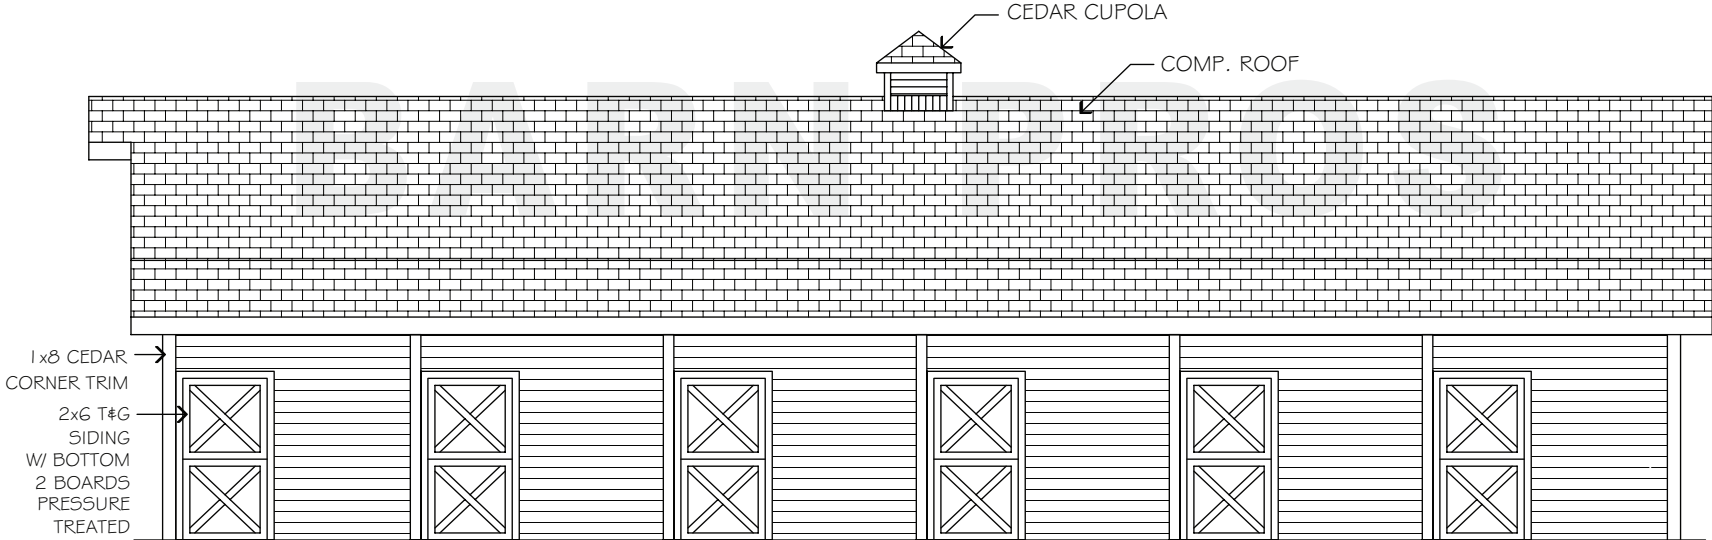 CEDAR CUPOLA
COMP. ROOF
BARN PROS
1x8 CEDAR
CORNER TRIM
2x6 T&G
SIDING
W/ BOTTOM
2 BOARDS
PRESSURE
TREATED